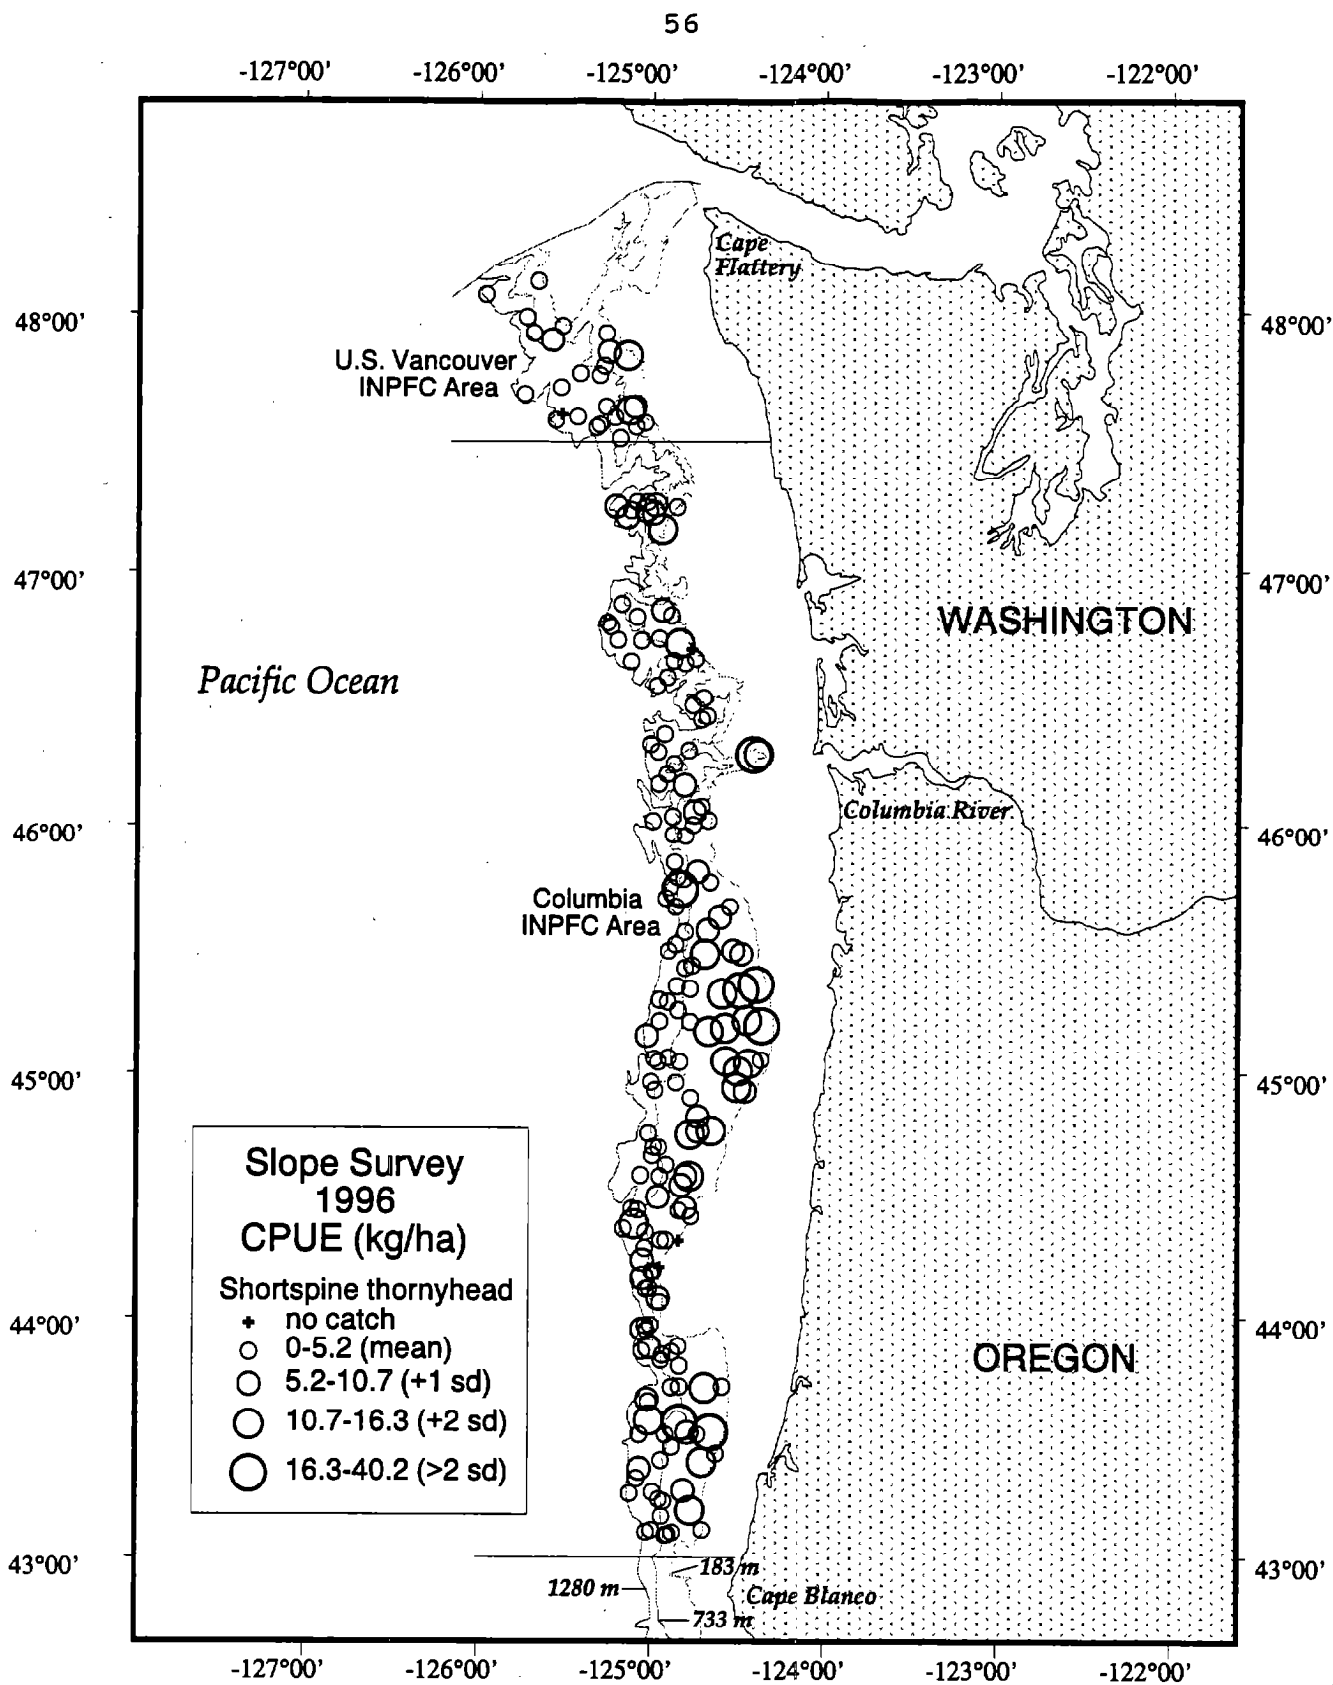 56
-127°00' -126°00' -125°00' -124°00' -123°00' -122°00'
Cape
Flattery
48°00' 48°00'
U.S. Vancouver
INPFC Area
47°00' 47°00'
WASHINGTON
Pacific Ocean
Columbia River
46°00' 46°00'
Columbia
INPFC Area
45°00' 45°00'
Slope Survey
1996
CPUE (kg/ha)
Shortspine thornyhead
no catch
0-5.2 (mean)
5.2-10.7 (+1 sd)
10.7-16.3 (+2 sd)
16.3-40.2 (>2 sd)
44°00' 44°00'
OREGON
43°00' 43°00'
183 m
1280 m
Cape Blanco
733 m
-127°00' -126°00' -125°00' -124°00' -123°00' -122°00'